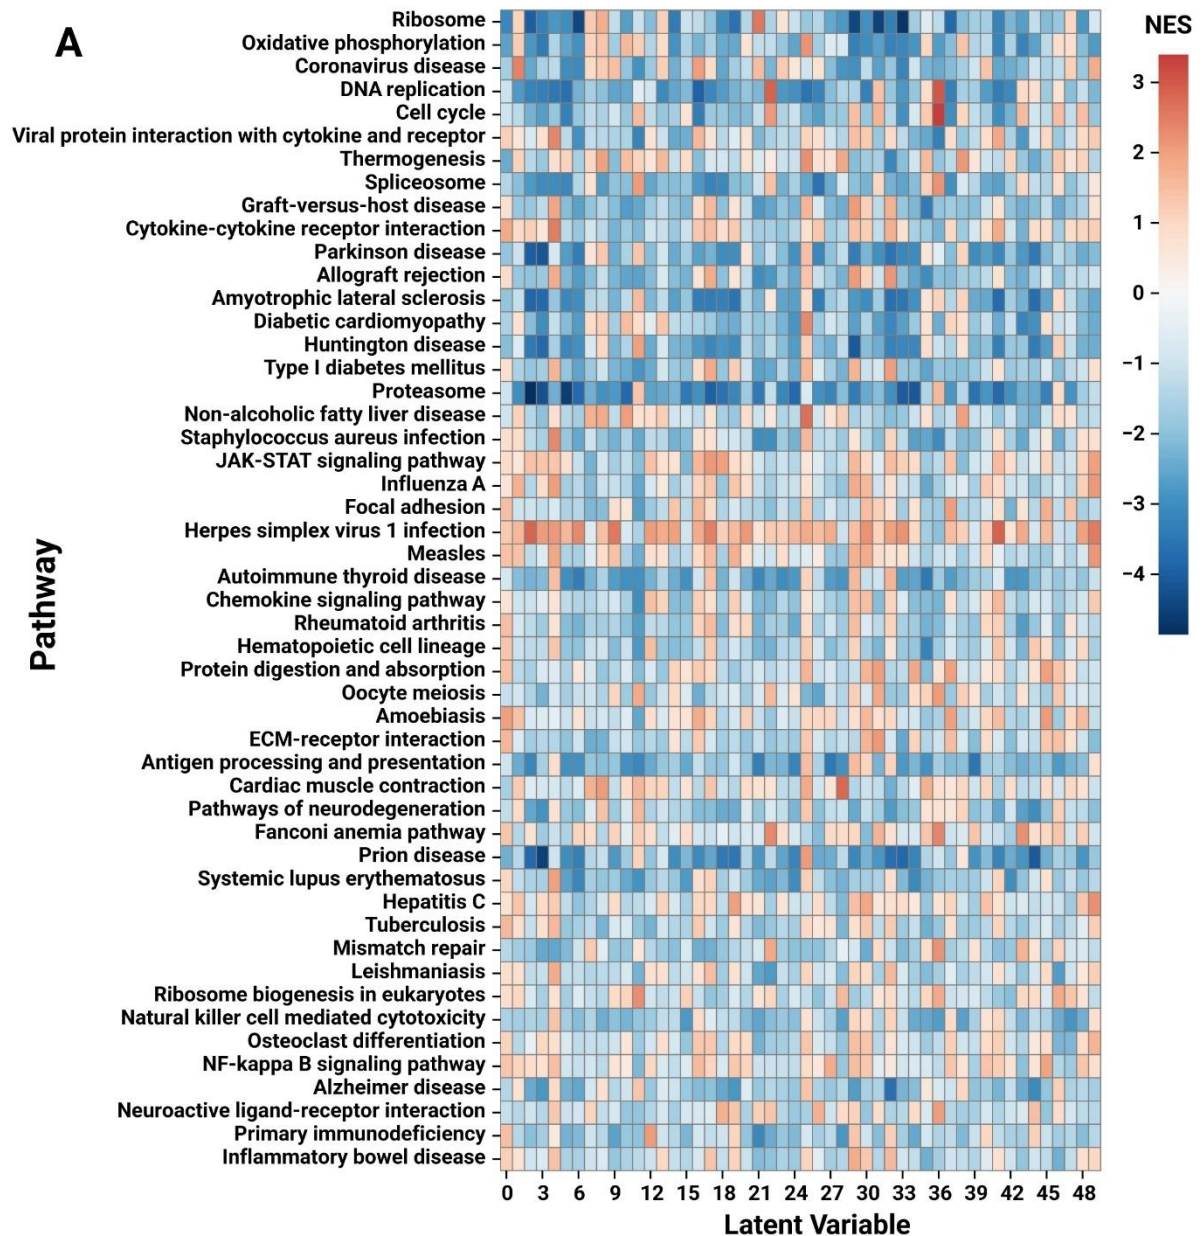 A
NES
Ribosome
Oxidative phosphorylation
Coronavirus disease
DNA replication
Cell cycle
Viral protein interaction with cytokine and receptor
Thermogenesis
Spliceosome
Graft-versus-host disease
Cytokine-cytokine receptor interaction
Parkinson disease
Allograft rejection
Amyotrophic lateral sclerosis
Diabetic cardiomyopathy
Huntington disease
Type I diabetes mellitus
Proteasome
Non-alcoholic fatty liver disease
Staphylococcus aureus infection
JAK-STAT signaling pathway
Influenza A
Focal adhesion
Herpes simplex virus 1 infection
Measles
Autoimmune thyroid disease
Chemokine signaling pathway
Rheumatoid arthritis
Hematopoietic cell lineage
Protein digestion and absorption
Oocyte meiosis
Amoebiasis
ECM-receptor interaction
Antigen processing and presentation
Cardiac muscle contraction
Pathways of neurodegeneration
Fanconi anemia pathway
Prion disease
Systemic lupus erythematosus
Hepatitis C
Tuberculosis
Mismatch repair
Leishmaniasis
Ribosome biogenesis in eukaryotes
Natural killer cell mediated cytotoxicity
Osteoclast differentiation
NF-kappa B signaling pathway
Alzheimer disease
Neuroactive ligand-receptor interaction
Primary immunodeficiency
Inflammatory bowel disease
Pathway
0 3 6 9 12 15 18 21 24 27 30 33 36 39 42 45 48
Latent Variable
3
2
1
0
−1
−2
−3
−4